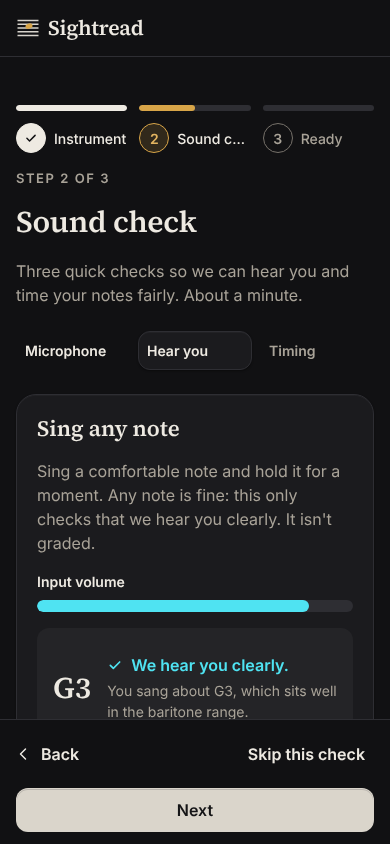 Sightread
Instrument
2
Sound c...
3
Ready
STEP 2 OF 3
Sound check
Three quick checks so we can hear you and
time your notes fairly. About a minute.
Microphone
Hear you
Timing
Sing any note
Sing a comfortable note and hold it for a
moment. Any note is fine: this only
checks that we hear you clearly. It isn't
graded.
Input volume
G3
We hear you clearly.
You sang about G3, which sits well
in the baritone range.
Back
Skip this check
Next